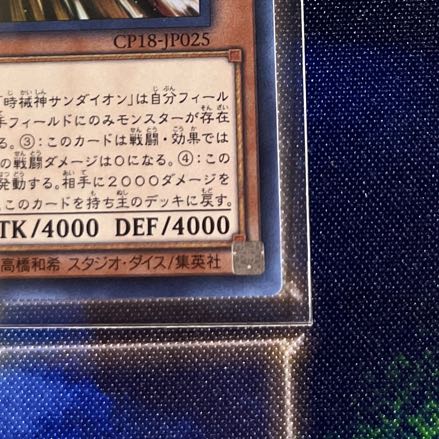 CP18-JP025
「時械神サンダイオン」は自分フィール
手フィールドにのみモンスターが存在
る。③：このカードは戦闘・効果では
の戦闘ダメージは0になる。④：この
発動する。相手に2000ダメージを
このカードを持ち主のデッキに戻す。
TK/4000 DEF/4000
高橋和希 スタジオ・ダイス/集英社